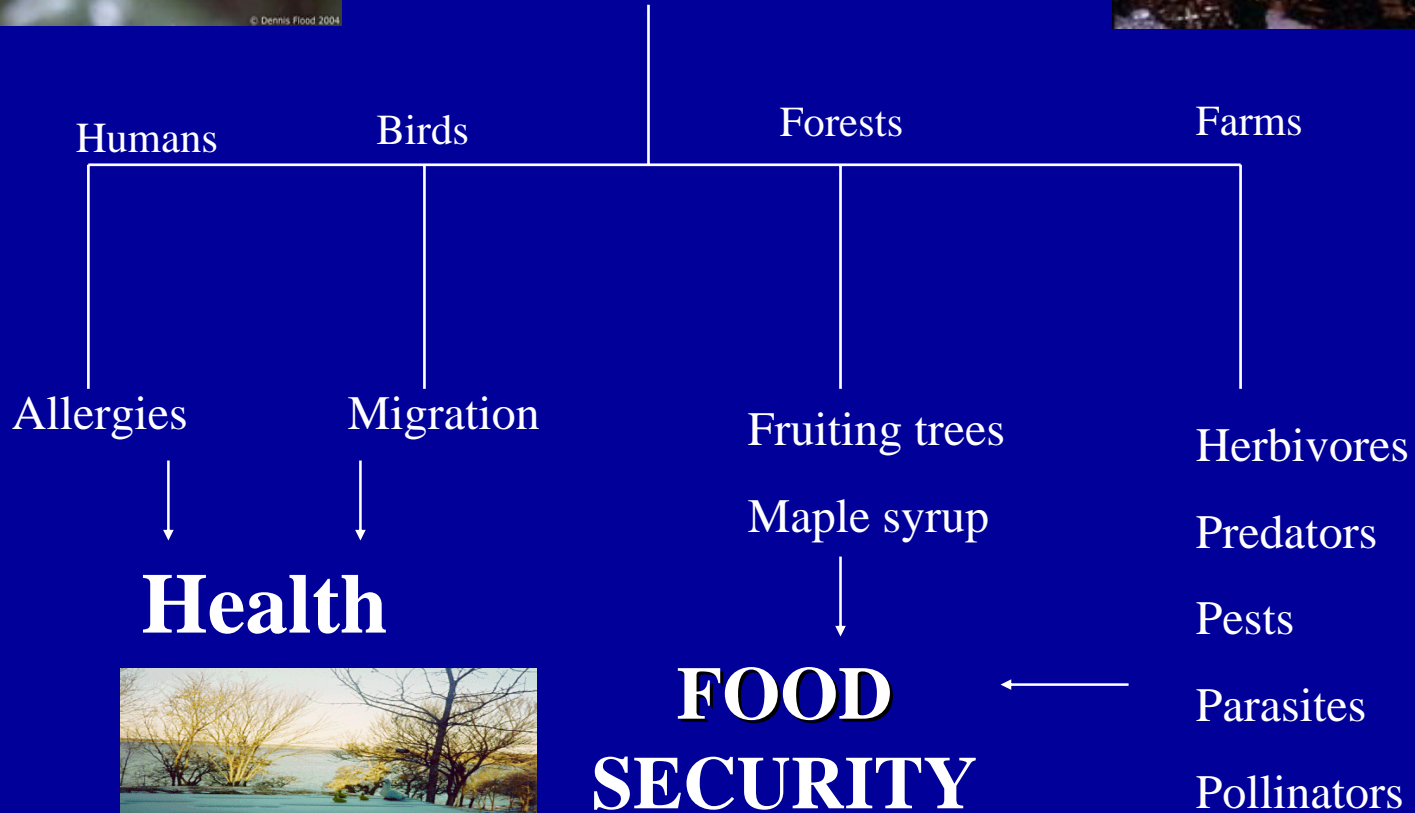 © Dennis Flood 2004
Humans
Birds
Forests
Farms
Allergies
Migration
Fruiting trees
Maple syrup
Herbivores
Predators
Pests
Parasites
Pollinators
Health
FOOD
SECURITY